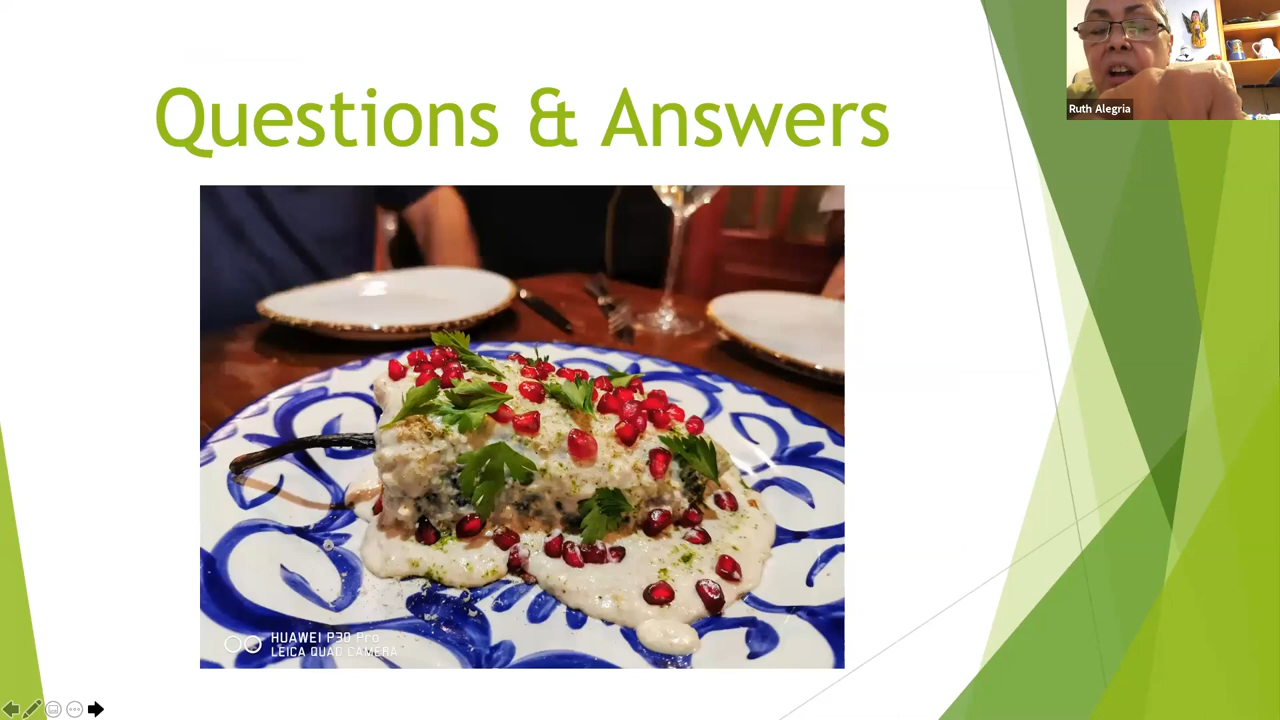 Questions & Answers
Ruth Alegria
HUAWEI P30 Pro
LEICA QUAD CAMERA